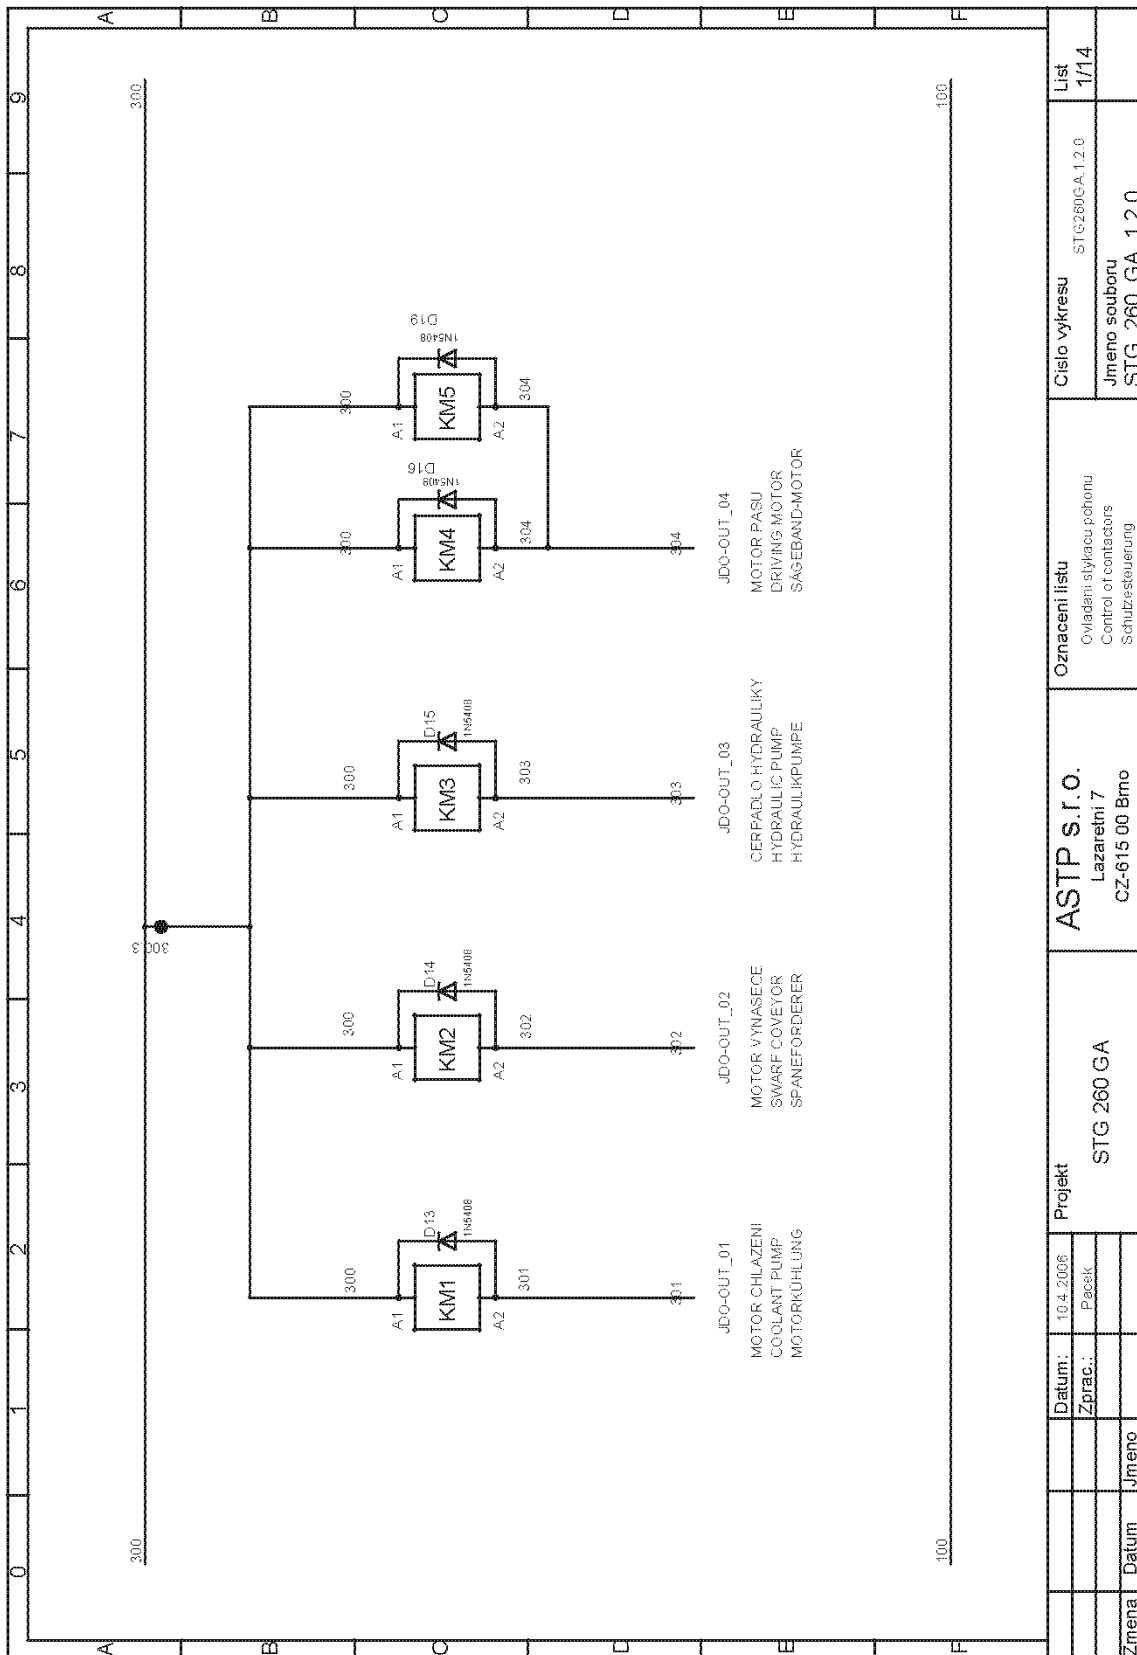 0 1 2 3 4 5 6 7 8 9
A
A
B
B
C
C
D
D
E
E
F
F
300
300
300.3
300
300
300
300
300
A1
A1
A1
A1
A1
KM1
KM2
KM3
KM4
KM5
D13
1N5408
D14
1N5408
D15
1N5408
D16
1N5408
D19
1N5408
A2
A2
A2
A2
A2
301
302
303
304
304
301
302
303
304
JDO-OUT_01
MOTOR CHLAZENI
COOLANT PUMP
MOTORKÜHLUNG
JDO-OUT_02
MOTOR VYNASECE
SWARF COVEYOR
SPANEFORDERER
JDO-OUT_03
CERPADLO HYDRAULIKY
HYDRAULIC PUMP
HYDRAULIKPUMPE
JDO-OUT_04
MOTOR PASU
DRIVING MOTOR
SÄGEBAND-MOTOR
100
100
Zmena Datum Jmeno
Datum: 10.4.2006
Zprac.: Pacek
Projekt
STG 260 GA
ASTP s.r.o.
Lazaretni 7
CZ-615 00 Brno
Oznaceni listu
Ovladani stykacu pohonu
Control of contactors
Schutzesteuerung
Cislo vykresu
STG260GA.1.2.0
Jmeno souboru
STG_260_GA_1.2.0
List
1/14